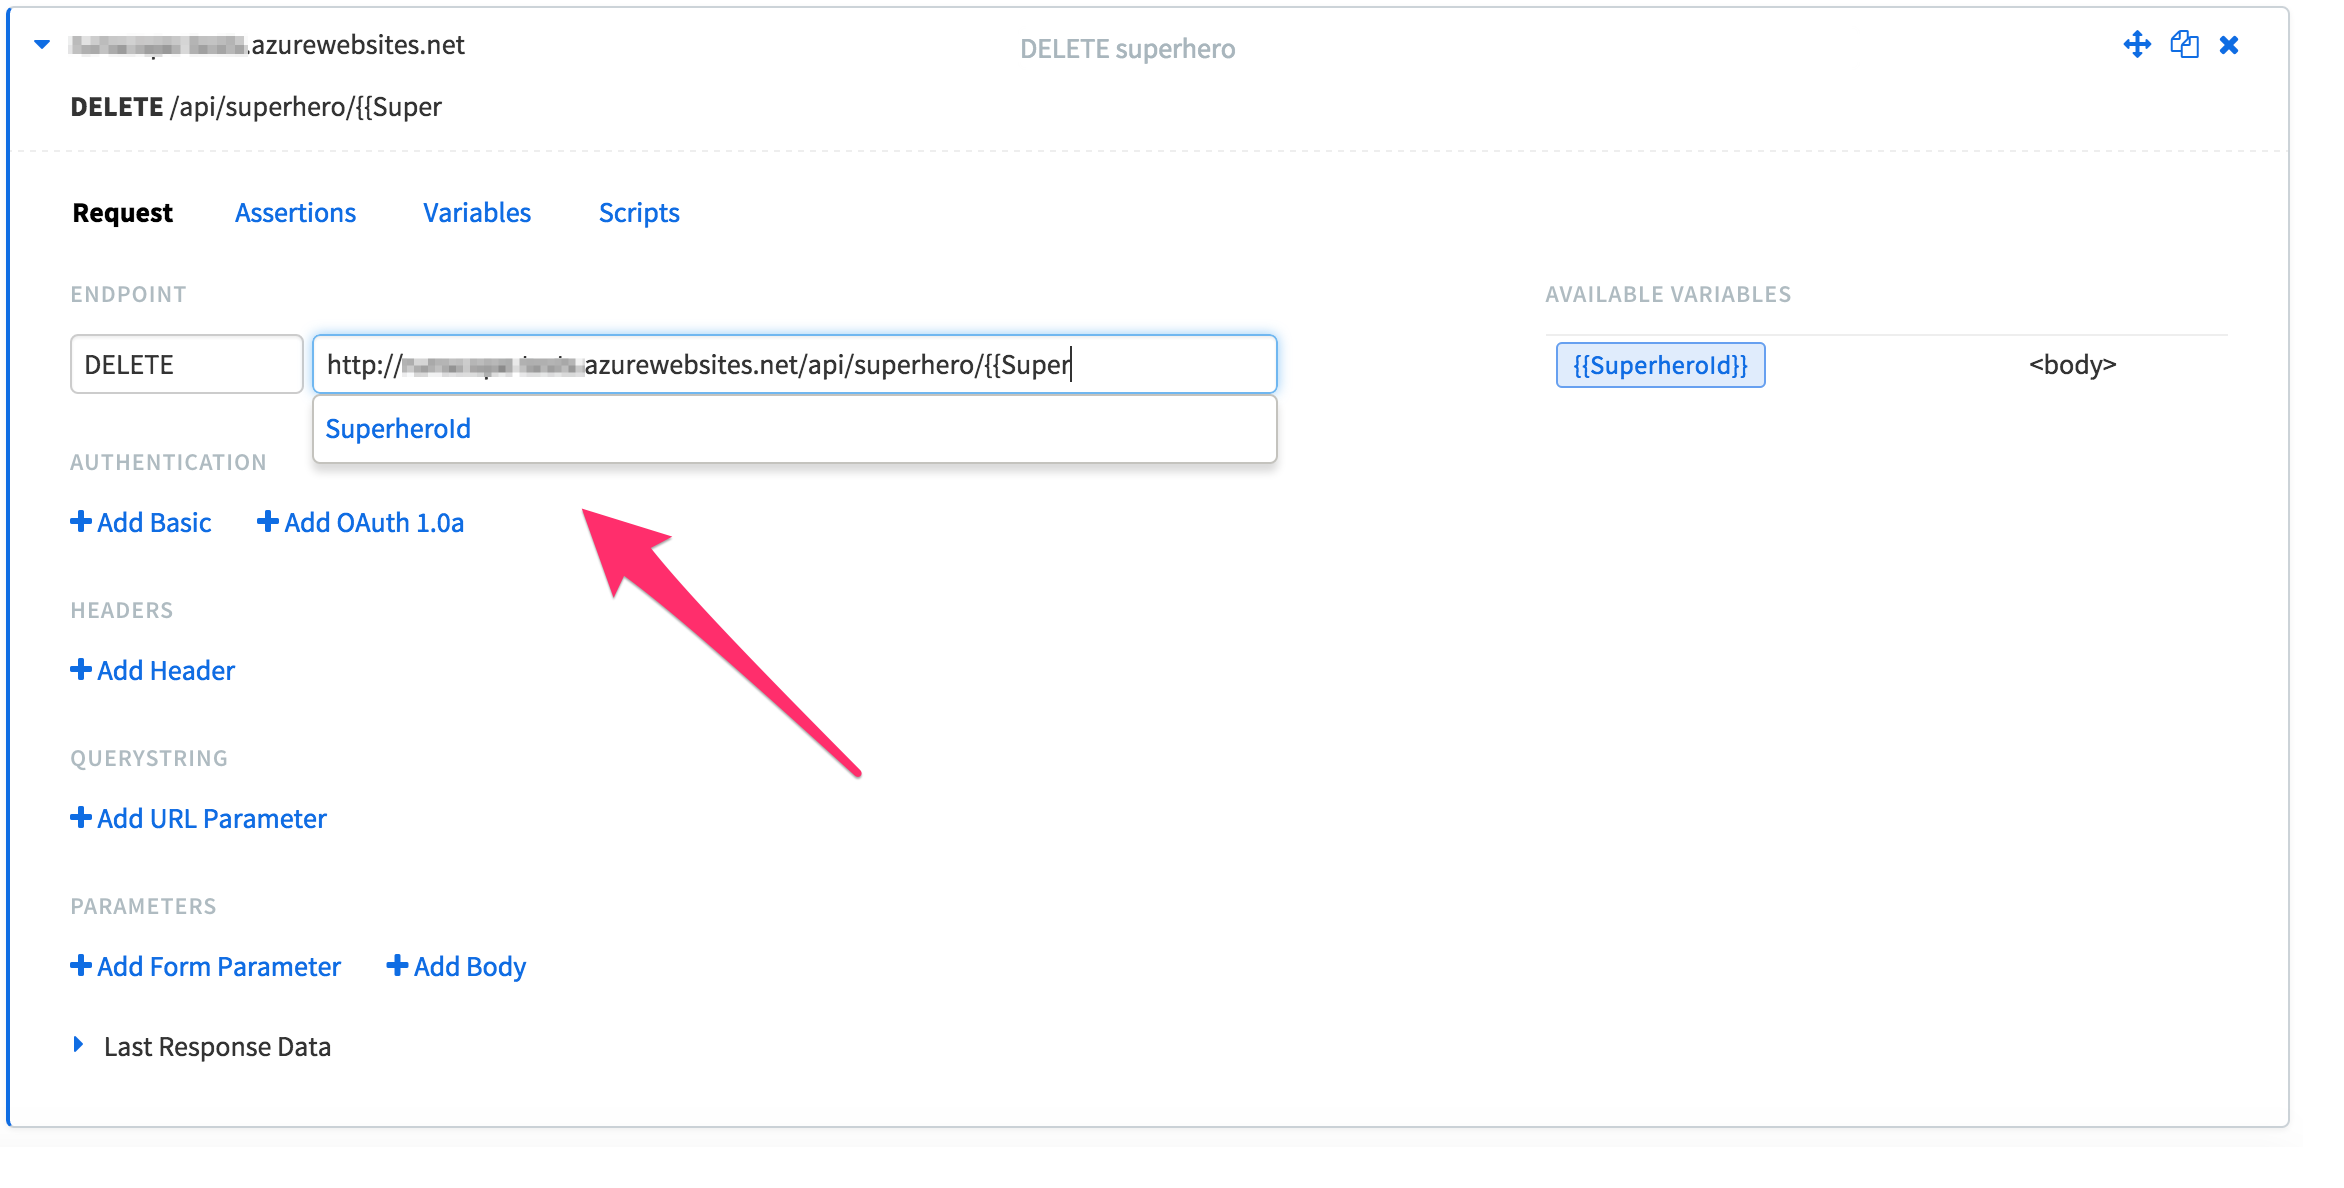 .azurewebsites.net
DELETE superhero
DELETE /api/superhero/{{Super
Request Assertions Variables Scripts
ENDPOINT
AVAILABLE VARIABLES
DELETE
http:// azurewebsites.net/api/superhero/{{Super
{{SuperheroId}} <body>
SuperheroId
AUTHENTICATION
Add Basic Add OAuth 1.0a
HEADERS
Add Header
QUERYSTRING
Add URL Parameter
PARAMETERS
Add Form Parameter Add Body
Last Response Data